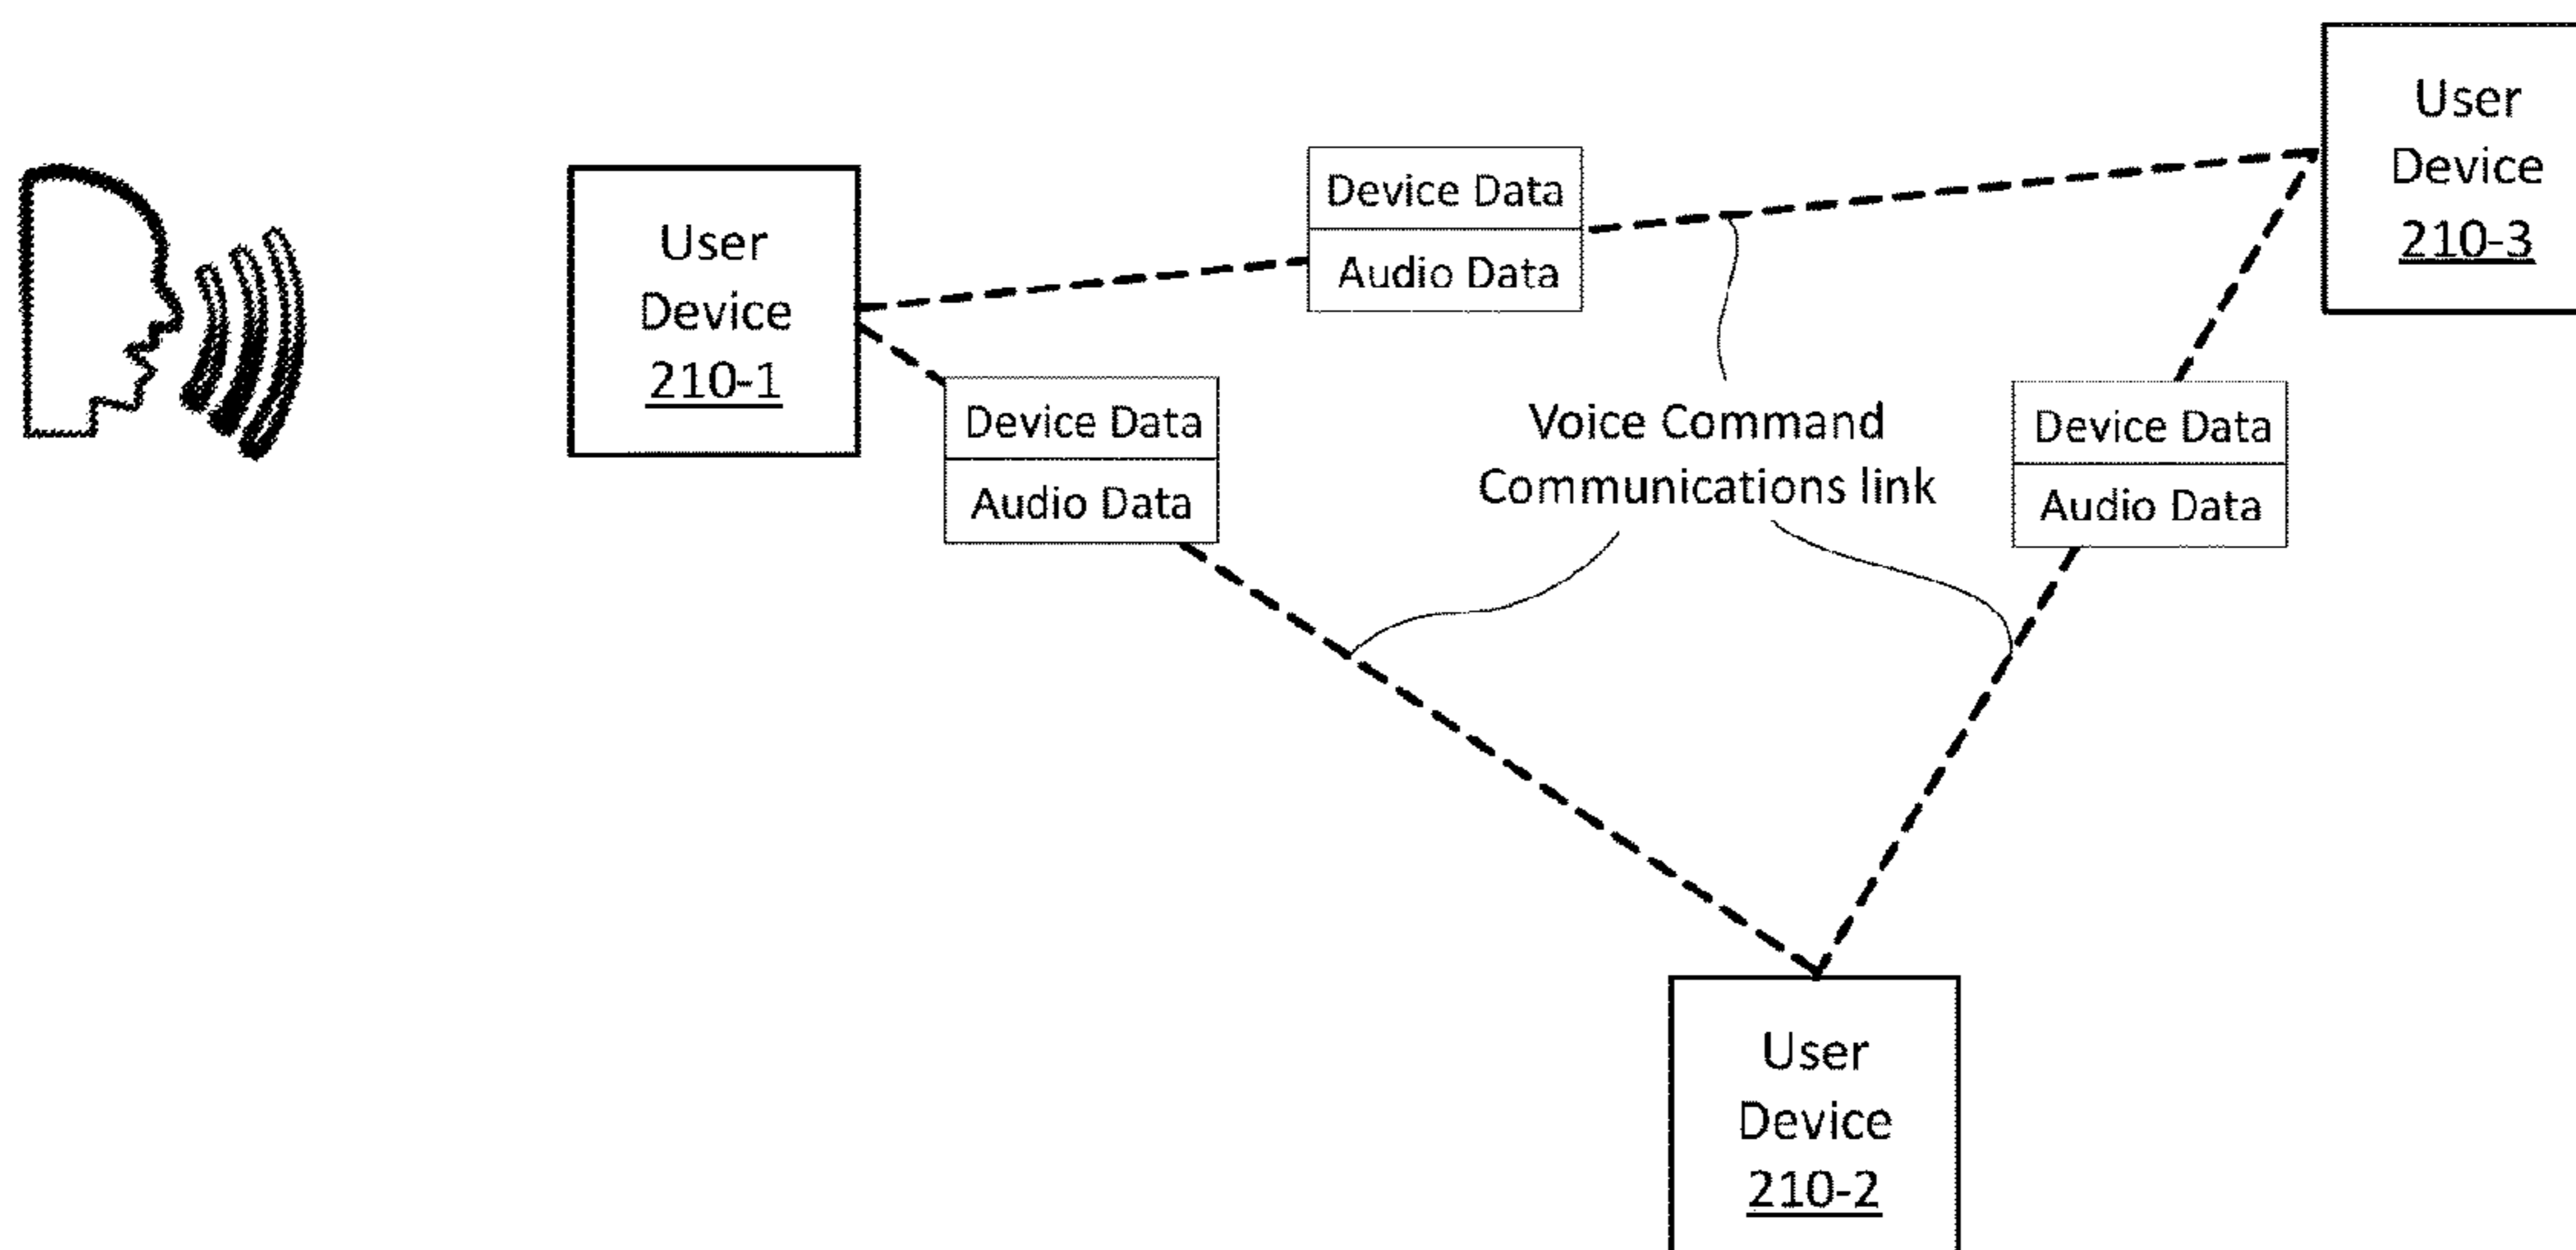 User
Device
210-3
Device Data
Audio Data
User
Device
210-1
Device Data
Audio Data
Voice Command
Communications link
Device Data
Audio Data
User
Device
210-2